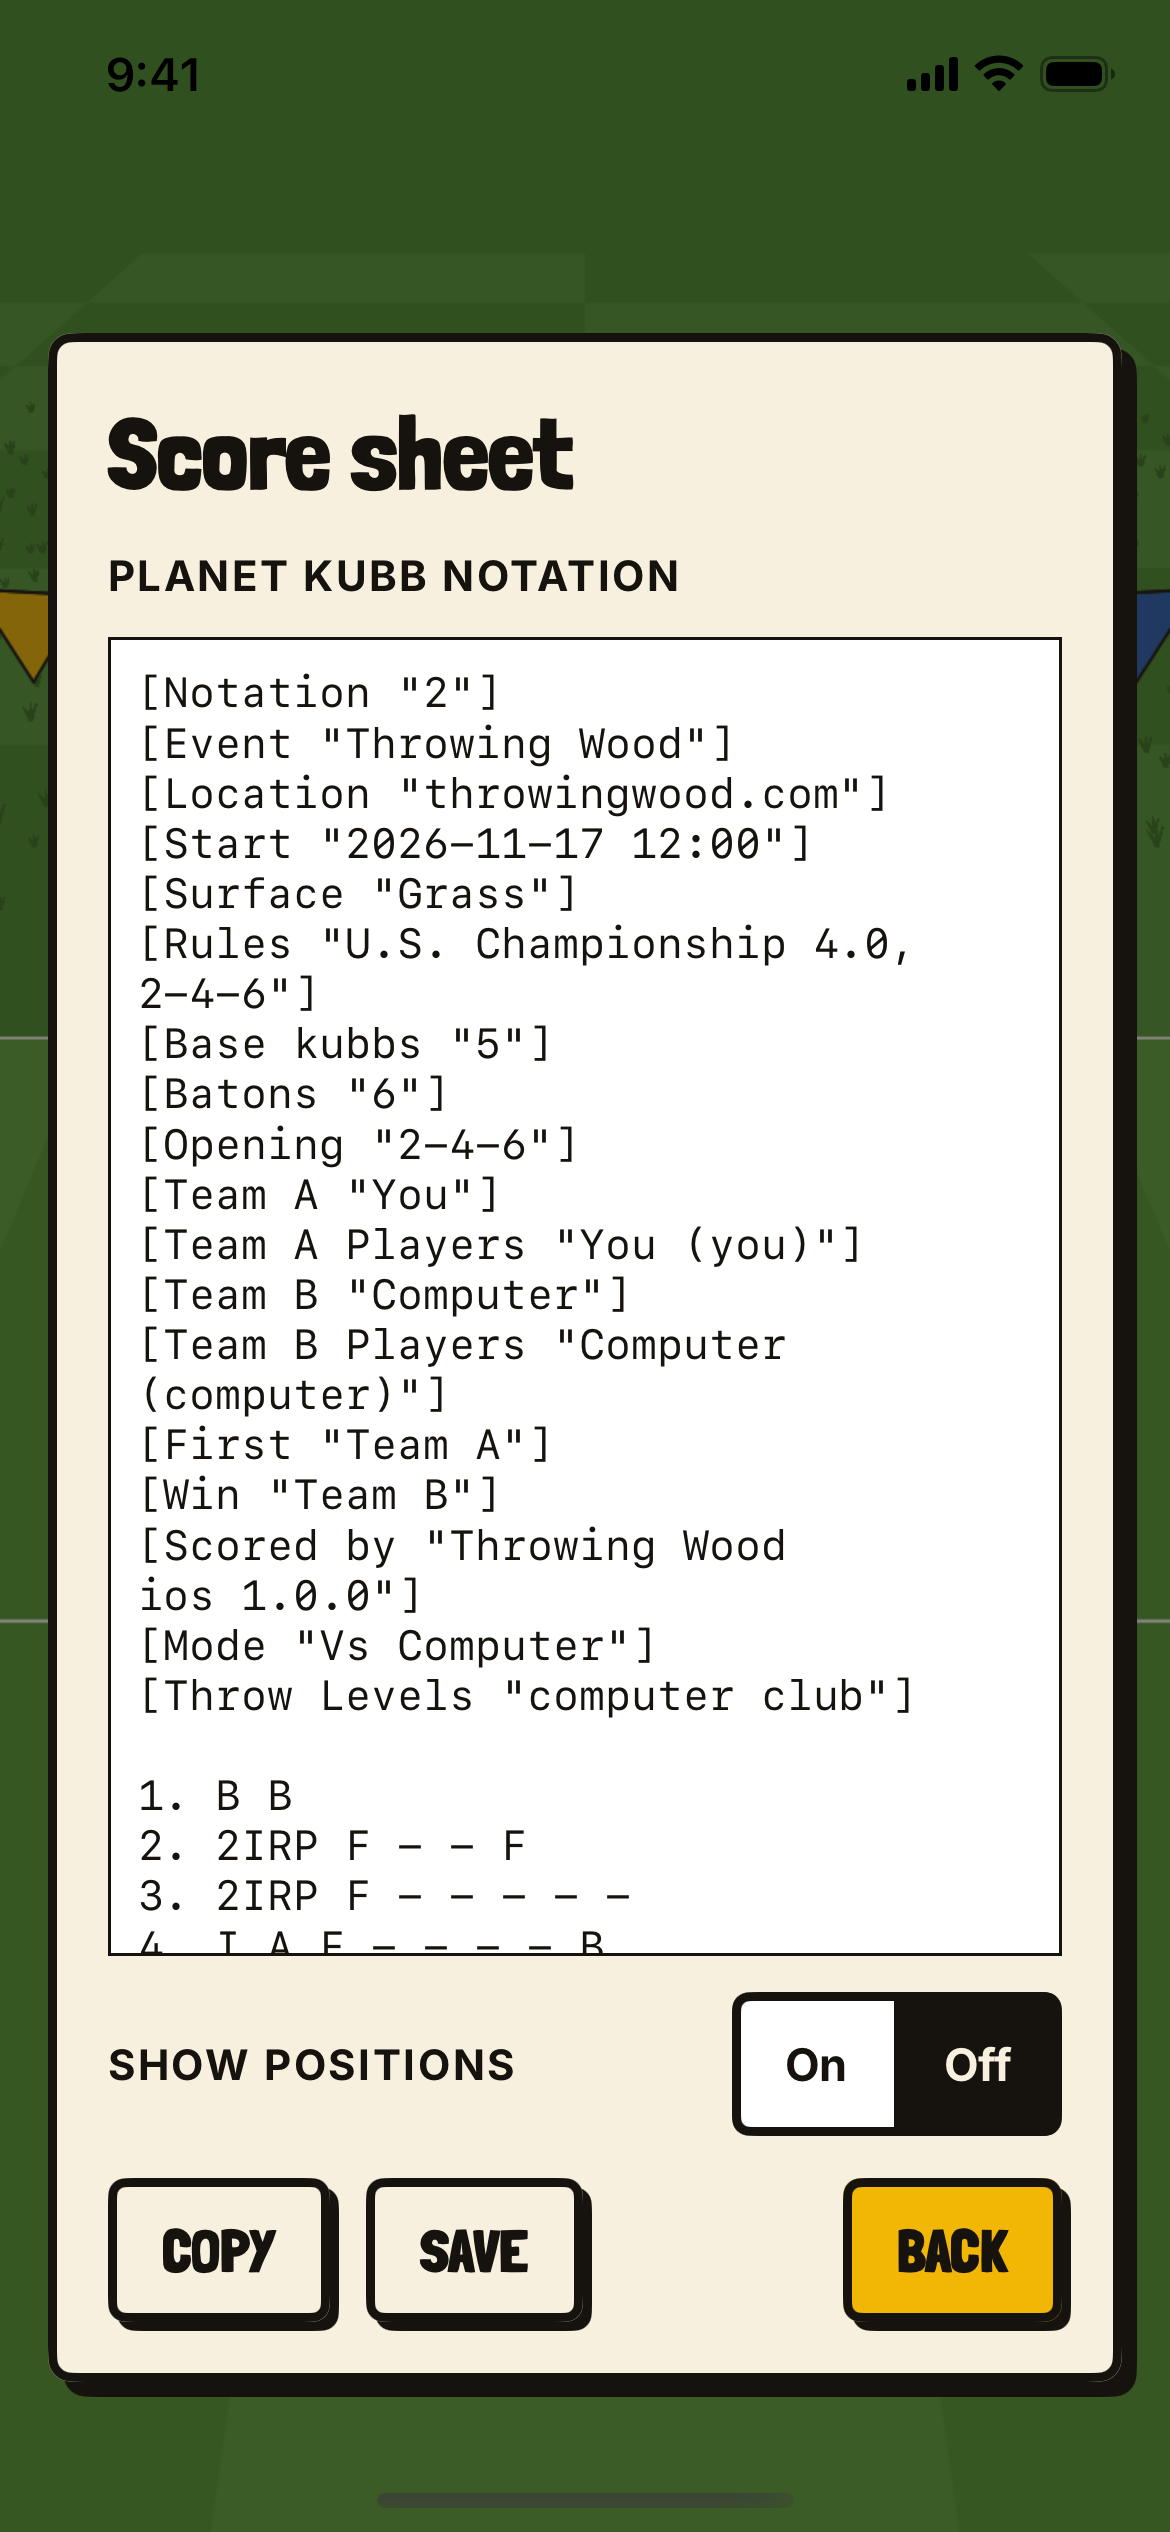 9:41
Score sheet
PLANET KUBB NOTATION
[Notation "2"]
[Event "Throwing Wood"]
[Location "throwingwood.com"]
[Start "2026-11-17 12:00"]
[Surface "Grass"]
[Rules "U.S. Championship 4.0,
2-4-6"]
[Base kubbs "5"]
[Batons "6"]
[Opening "2-4-6"]
[Team A "You"]
[Team A Players "You (you)"]
[Team B "Computer"]
[Team B Players "Computer
(computer)"]
[First "Team A"]
[Win "Team B"]
[Scored by "Throwing Wood
ios 1.0.0"]
[Mode "Vs Computer"]
[Throw Levels "computer club"]
1. B B
2. 2IRP F - - F
3. 2IRP F - - - - -
4. I A F - - - - B
SHOW POSITIONS
On Off
COPY SAVE BACK